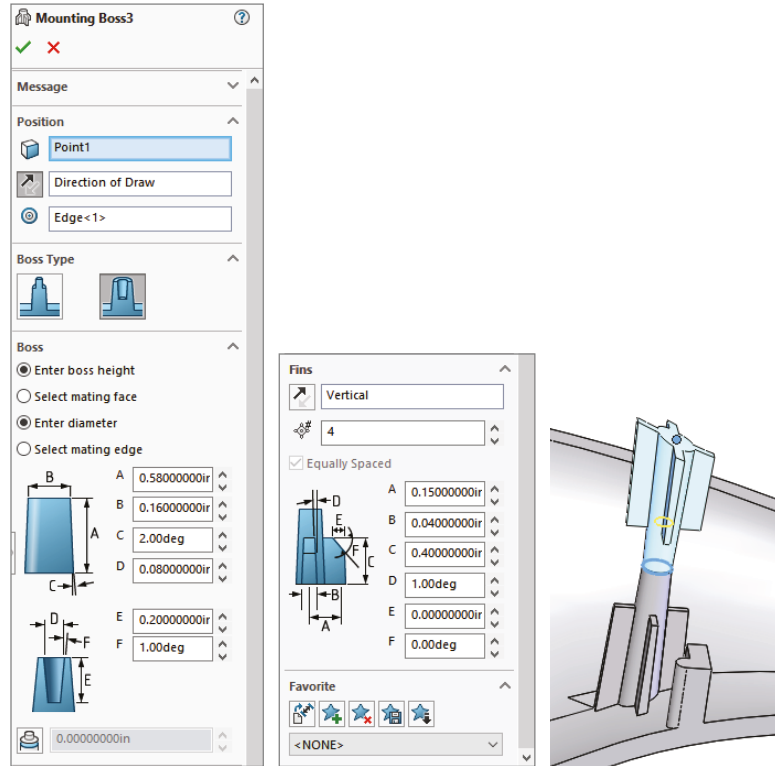 Mounting Boss3
Message
Position
Point1
Direction of Draw
Edge<1>
Boss Type
Boss
Enter boss height
Select mating face
Enter diameter
Select mating edge
B
A
C
A 0.58000000ir
B 0.16000000ir
C 2.00deg
D 0.08000000ir
D
F
E
E 0.20000000ir
F 1.00deg
0.00000000in
Fins
Vertical
4
Equally Spaced
D
E
F
C
B
A
A 0.15000000ir
B 0.04000000ir
C 0.40000000ir
D 1.00deg
E 0.00000000ir
F 0.00deg
Favorite
<NONE>